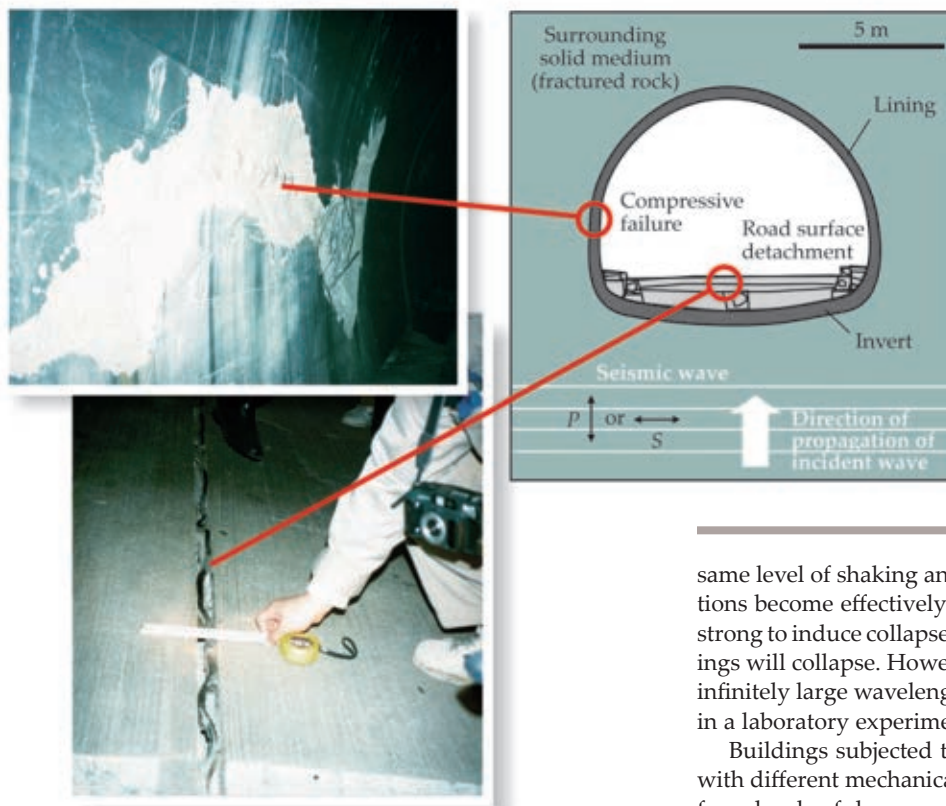 Surrounding
solid medium
(fractured rock)
5 m
Lining
Compressive
failure
Road surface
detachment
Invert
Seismic wave
P or S
Direction of
propagation of
incident wave
same level of shaking an
tions become effectively
strong to induce collapse
ings will collapse. Howe
infinitely large waveleng
in a laboratory experime
Buildings subjected t
with different mechanica